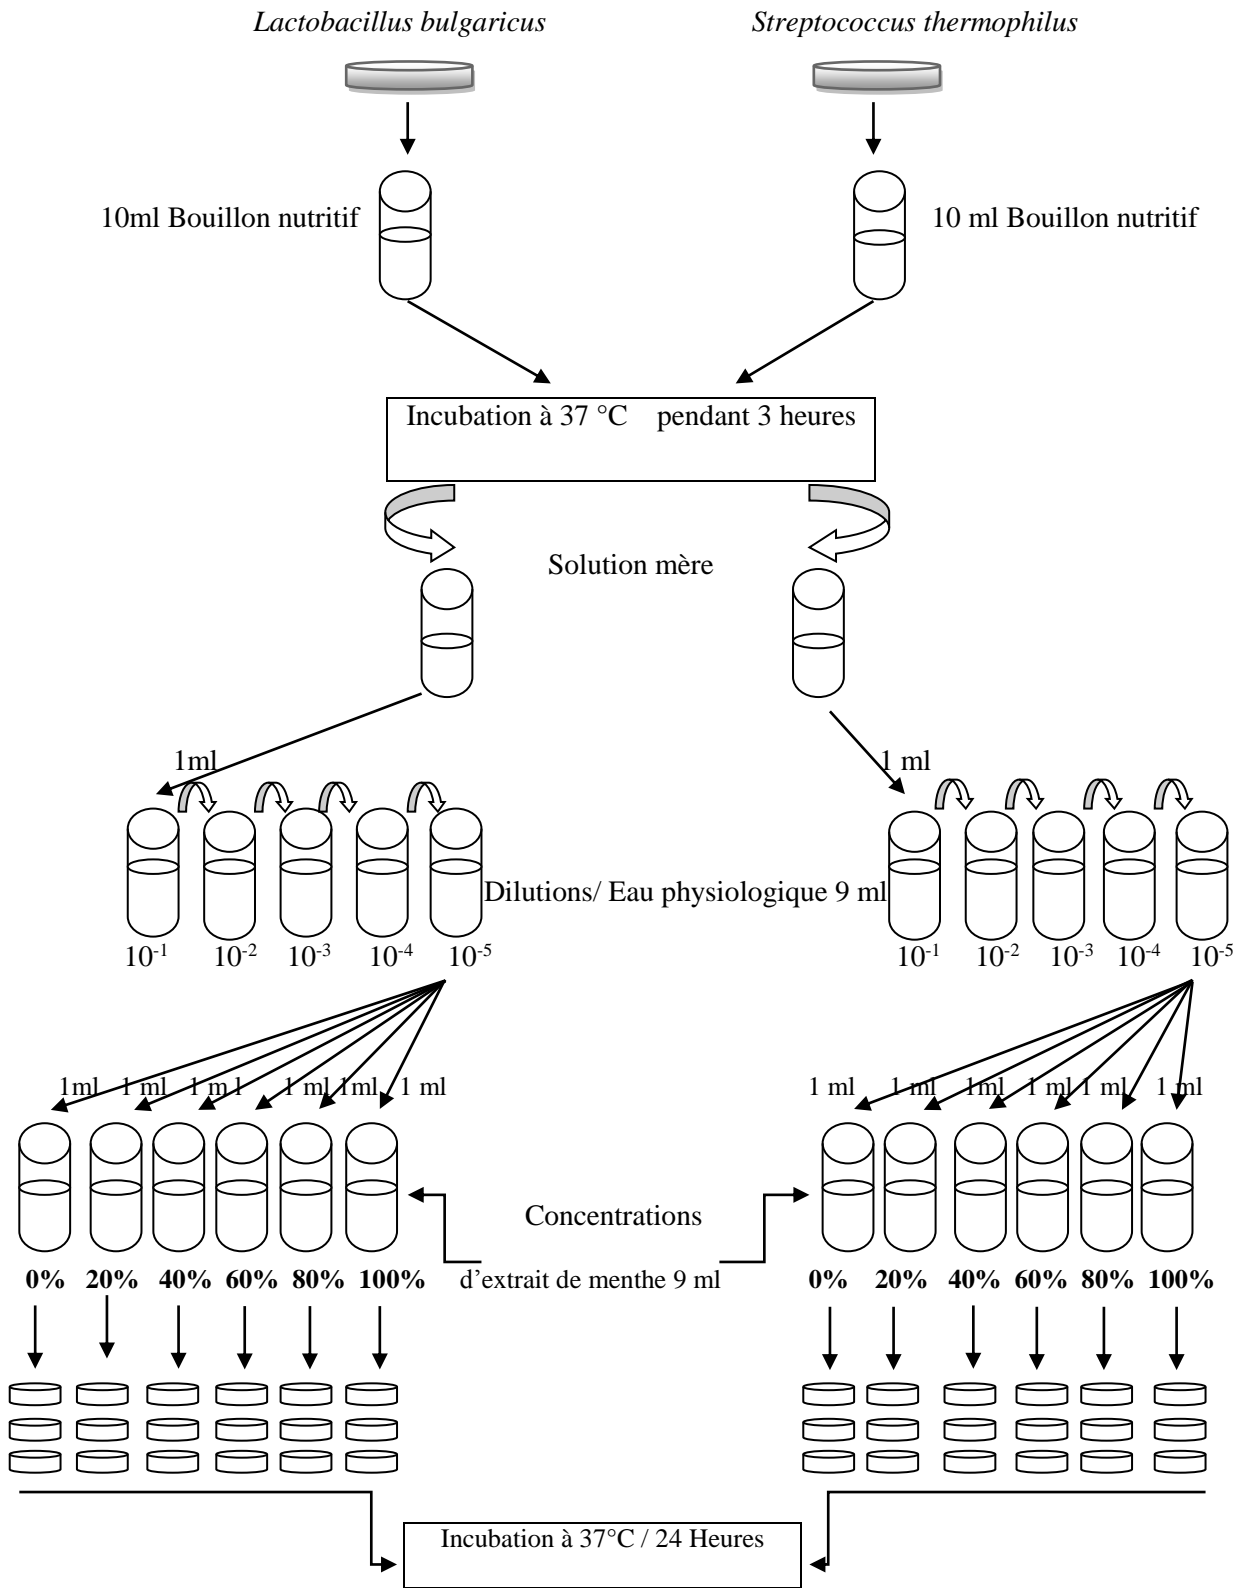 Lactobacillus bulgaricus
Streptococcus thermophilus
10ml Bouillon nutritif
10 ml Bouillon nutritif
Incubation à 37 °C pendant 3 heures
Solution mère
1ml
1 ml
Dilutions/ Eau physiologique 9 ml
10⁻¹ 10⁻² 10⁻³ 10⁻⁴ 10⁻⁵
10⁻¹ 10⁻² 10⁻³ 10⁻⁴ 10⁻⁵
1ml 1 ml 1 m l 1 ml 1ml 1 ml
1 ml 1 ml 1ml 1 ml 1 ml 1 ml
Concentrations
0% 20% 40% 60% 80% 100%
d’extrait de menthe 9 ml
0% 20% 40% 60% 80% 100%
Incubation à 37°C / 24 Heures